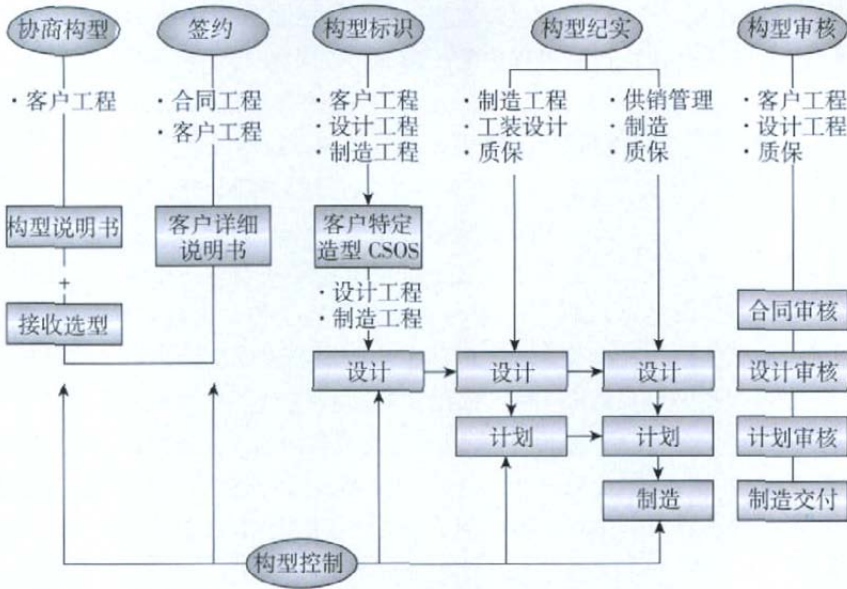 协商构型
签约
构型标识
构型纪实
构型审核
·客户工程
·合同工程
·客户工程
·客户工程
·设计工程
·制造工程
·制造工程
·工装设计
·质保
·供销管理
·制造
·质保
·客户工程
·设计工程
·质保
构型说明书
+
接收选型
客户详细
说明书
客户特定
造型 CSOS
·设计工程
·制造工程
合同审核
设计
设计
设计
设计审核
计划
计划
计划审核
制造
制造交付
构型控制